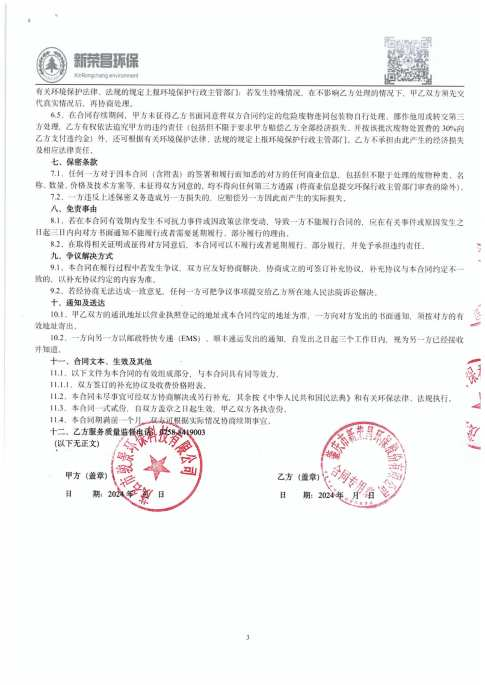 新荣昌环保
XinRongchang environment
有关环境保护法律、法规的规定上报环境保护行政主管部门；若发生特殊情况，在不影响乙方处理的情况下，甲乙双方须先交
代真实情况后，再协商处理。
6.5．在合同存续期间，甲方未征得乙方书面同意将双方合同约定的危险废物连同包装物自行处理、挪作他用或转交第三
方处理，乙方有权依法追究甲方的违约责任（包括但不限于要求甲方赔偿乙方全部经济损失、并按该批次废物处置费的 30%向
乙方支付违约金）外，还可根据有关环境保护法律、法规的规定上报环境保护行政主管部门，乙方不承担由此产生的经济损失
及相应法律责任。
七、保密条款
7.1．任何一方对于因本合同（含附表）的签署和履行而知悉的对方的任何商业信息，包括但不限于处理的废物种类、名
称、数量、价格及技术方案等，未征得双方同意的，均不得向任何第三方透露（将商业信息提交环保行政主管部门审查的除外）。
7.2．一方违反上述保密义务造成另一方损失的，应赔偿另一方因此而产生的实际损失。
八、免责事由
8.1．若在本合同有效期内发生不可抗力事件或因政策法律变动，导致一方不能履行合同的，应在有关事件或原因发生之
日起三日内向对方书面通知不能履行或者需要延期履行、部分履行的理由。
8.2．在取得相关证明或征得对方同意后，本合同可以不履行或者延期履行、部分履行，并免予承担违约责任。
九、争议解决方式
9.1．本合同在履行过程中若发生争议，双方应友好协商解决，协商成立的可签订补充协议，补充协议与本合同约定不一
致的，以补充协议约定的内容为准。
9.2．若经协商无法达成一致意见，任何一方可把争议事项提交给乙方所在地人民法院诉讼解决。
十、通知及送达
10.1．甲乙双方的通讯地址以营业执照登记的地址或本合同约定的地址为准，一方向对方发出的书面通知，须按对方的有
效地址寄出。
10.2．一方向另一方以邮政特快专递（EMS）、顺丰速运发出的通知，自发出之日起三个工作日内，视为另一方已经接收
并知道。
十一、合同文本、生效及其他
11.1．以下文件为本合同的有效组成部分，与本合同具有同等效力。
11.1.1．双方签订的补充协议及收费价格附表。
11.2．本合同未尽事宜可经双方协商解决或另行补充，其余按《中华人民共和国民法典》和有关环保法律、法规执行。
11.3．本合同一式贰份，自双方盖章之日起生效，甲乙双方各执壹份。
11.4．本合同期满前一个月，双方可根据实际情况协商续期事宜。
十二、乙方服务质量监督电话：0758-8419003
（以下无正文）
甲方（盖章）
乙方（盖章）
日 期：2024 年 月 日
日 期：2024 年 月 日
肇庆市新荣昌环保股份有限公司
合同专用章
3